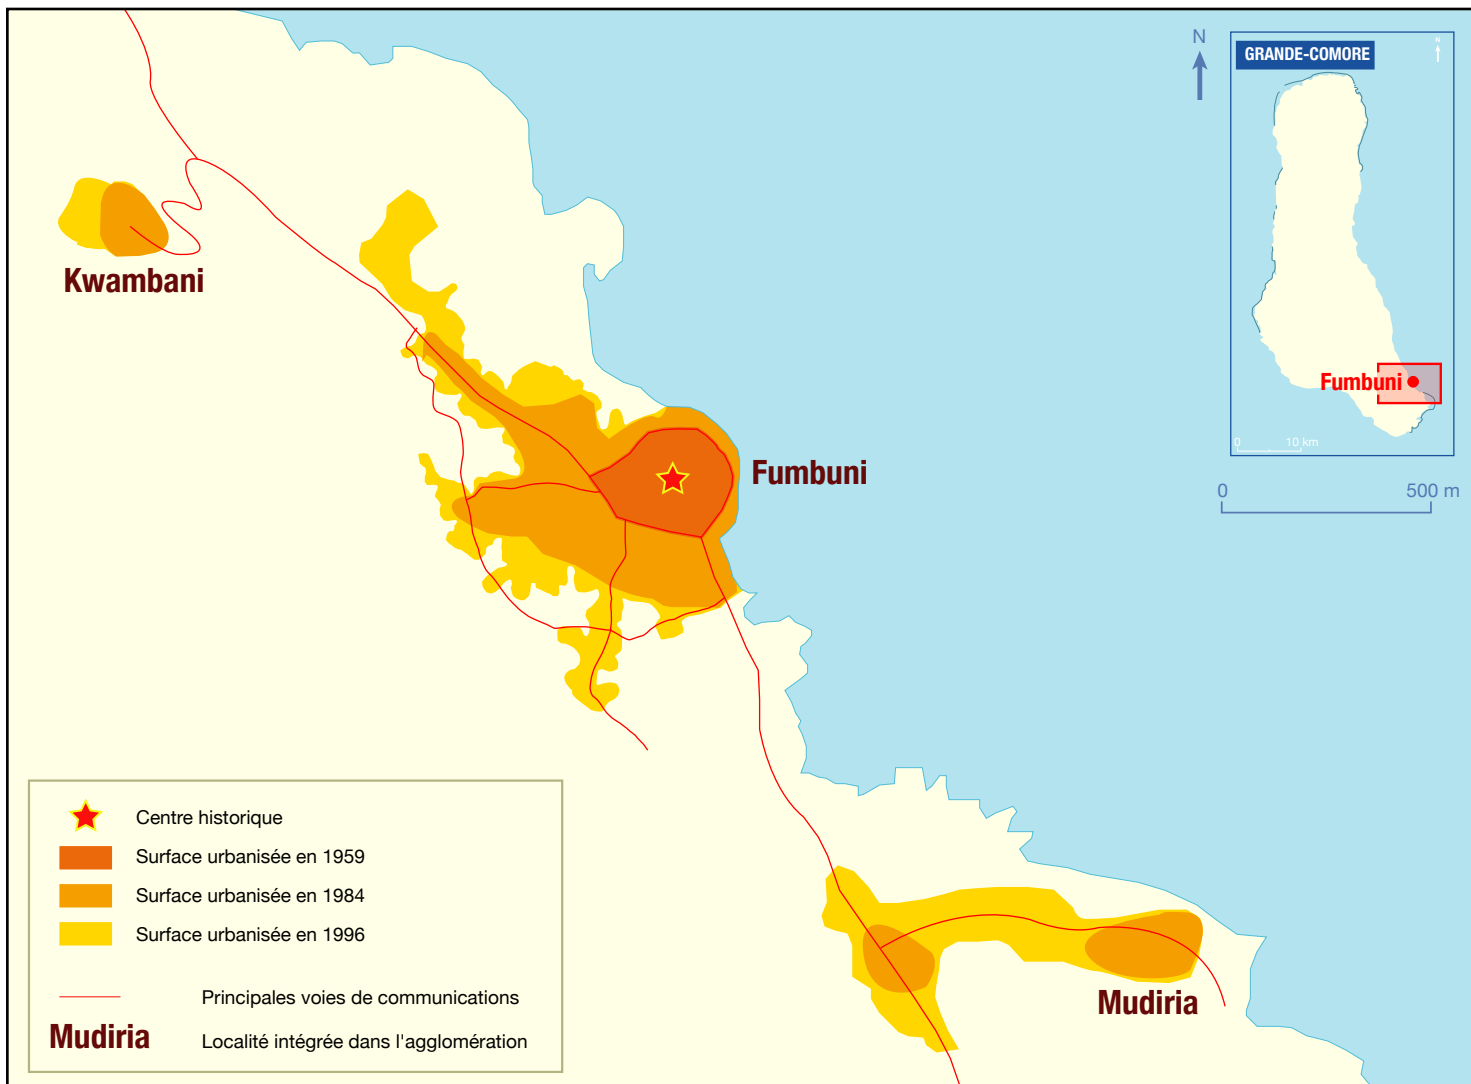 N
GRANDE-COMORE
N
Fumbuni
0
10 km
0
500 m
Kwambani
Fumbuni
Mudiria
Centre historique
Surface urbanisée en 1959
Surface urbanisée en 1984
Surface urbanisée en 1996
Principales voies de communications
Mudiria Localité intégrée dans l'agglomération